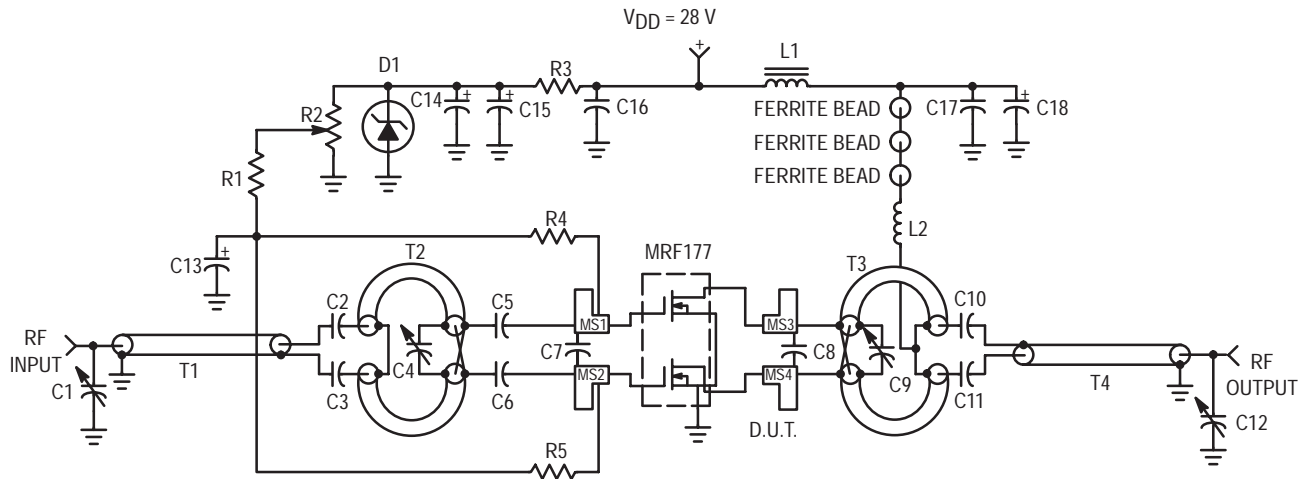 VDD = 28 V
+
L1
D1
R3
C14
+
C15
+
C16
FERRITE BEAD
C17
C18
+
R2
FERRITE BEAD
R1
FERRITE BEAD
L2
R4
MRF177
C13
+
T2
T3
C2
C5
C10
MS1
MS3
RF
INPUT
T1
C4
C7
C8
RF
OUTPUT
C1
C3
C6
MS2
MS4
C9
C11
T4
D.U.T.
C12
R5